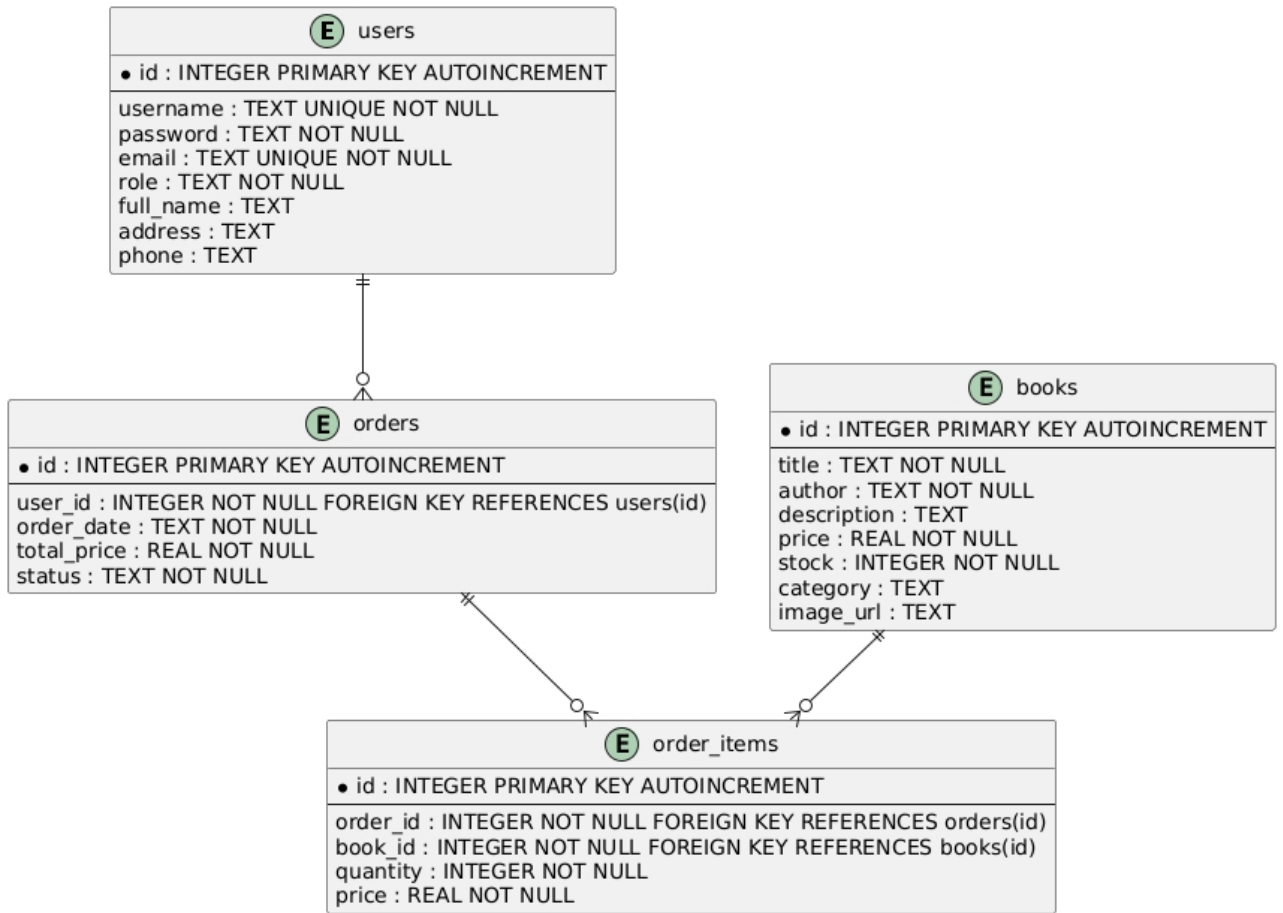 E users
id : INTEGER PRIMARY KEY AUTOINCREMENT
username : TEXT UNIQUE NOT NULL
password : TEXT NOT NULL
email : TEXT UNIQUE NOT NULL
role : TEXT NOT NULL
full_name : TEXT
address : TEXT
phone : TEXT
E orders
id : INTEGER PRIMARY KEY AUTOINCREMENT
user_id : INTEGER NOT NULL FOREIGN KEY REFERENCES users(id)
order_date : TEXT NOT NULL
total_price : REAL NOT NULL
status : TEXT NOT NULL
E books
id : INTEGER PRIMARY KEY AUTOINCREMENT
title : TEXT NOT NULL
author : TEXT NOT NULL
description : TEXT
price : REAL NOT NULL
stock : INTEGER NOT NULL
category : TEXT
image_url : TEXT
E order_items
id : INTEGER PRIMARY KEY AUTOINCREMENT
order_id : INTEGER NOT NULL FOREIGN KEY REFERENCES orders(id)
book_id : INTEGER NOT NULL FOREIGN KEY REFERENCES books(id)
quantity : INTEGER NOT NULL
price : REAL NOT NULL